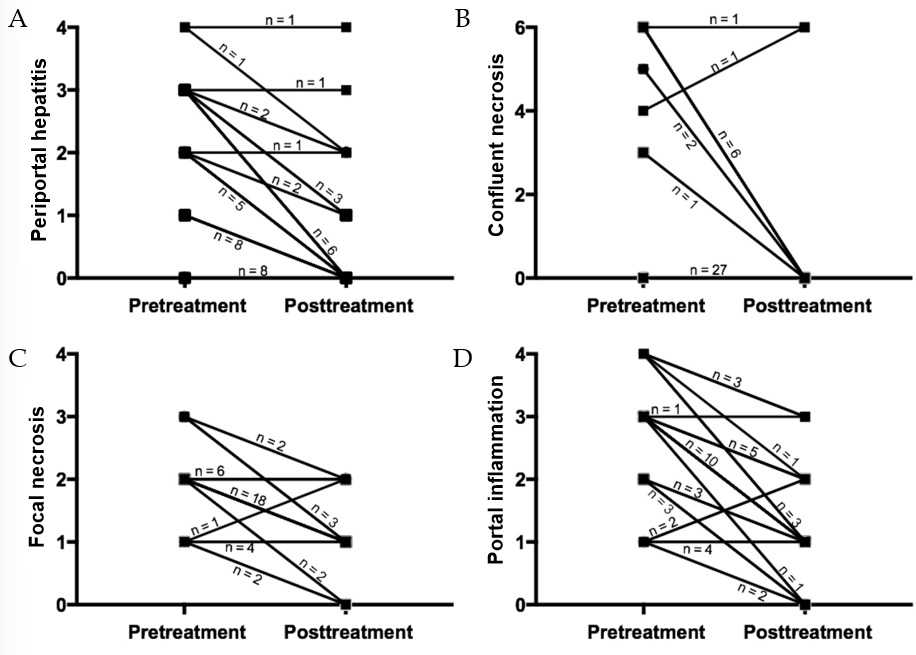 A
Periportal hepatitis
4
3
2
1
0
n = 1
n = 1
n = 1
n = 2
n = 1
n = 2
n = 3
n = 5
n = 6
n = 8
n = 8
Pretreatment
Posttreatment
B
Confluent necrosis
6
4
2
0
n = 1
n = 1
n = 2
n = 6
n = 1
n = 27
Pretreatment
Posttreatment
C
Focal necrosis
4
3
2
1
0
n = 2
n = 6
n = 18
n = 1
n = 3
n = 4
n = 2
n = 2
Pretreatment
Posttreatment
D
Portal inflammation
4
3
2
1
0
n = 3
n = 1
n = 5
n = 10
n = 1
n = 3
n = 3
n = 2
n = 3
n = 4
n = 1
n = 2
Pretreatment
Posttreatment